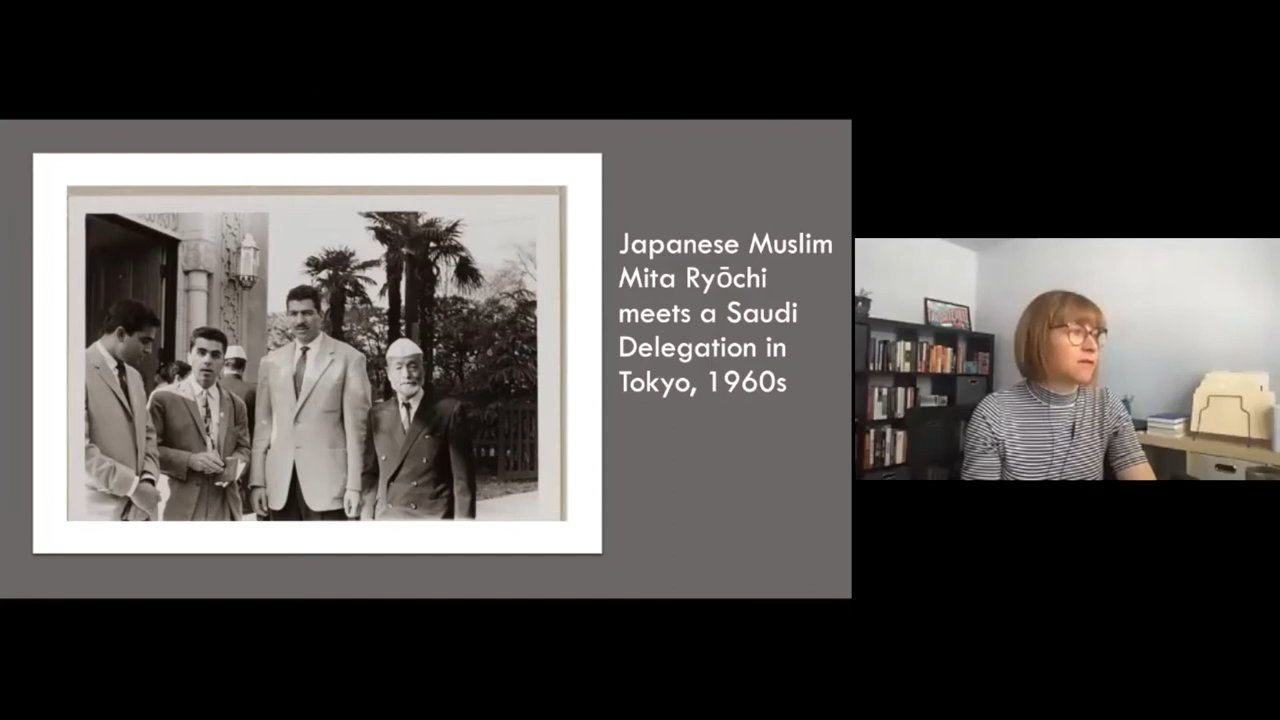 Japanese Muslim
Mita Ryōchi
meets a Saudi
Delegation in
Tokyo, 1960s